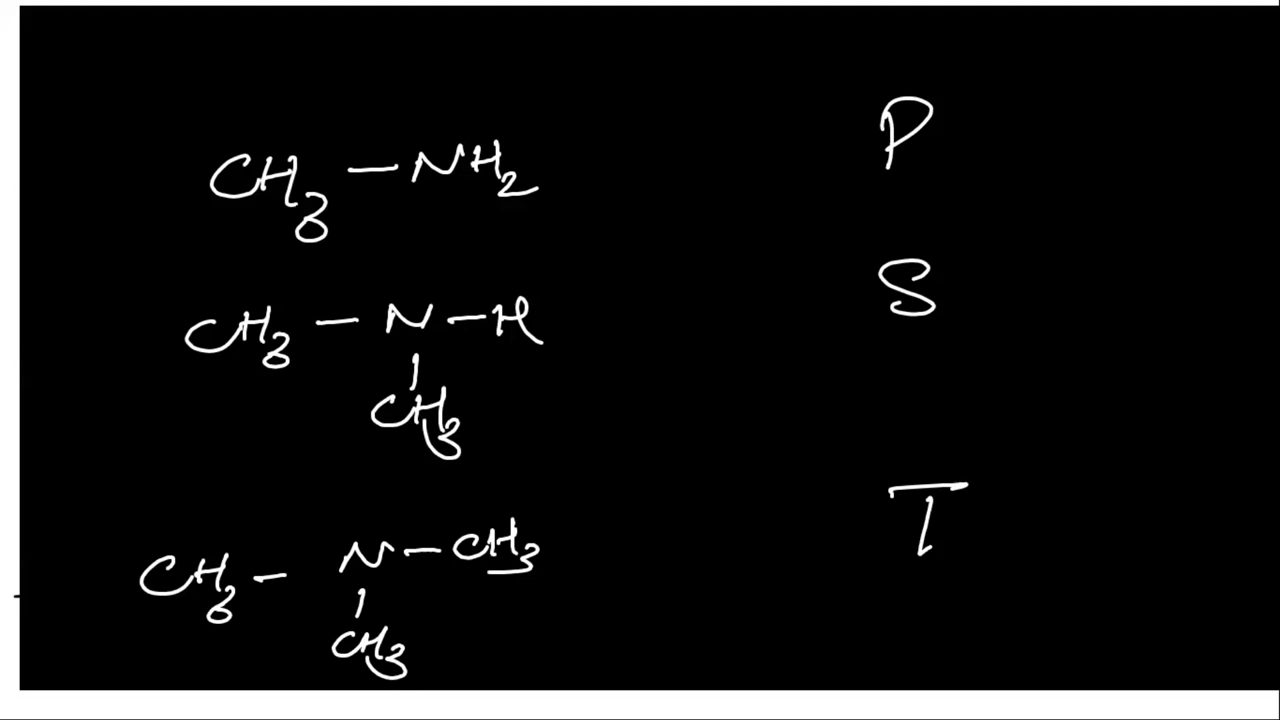 CH3 - NH2 P
CH3 - N - H S
CH3
CH3 - N - CH3 T
CH3